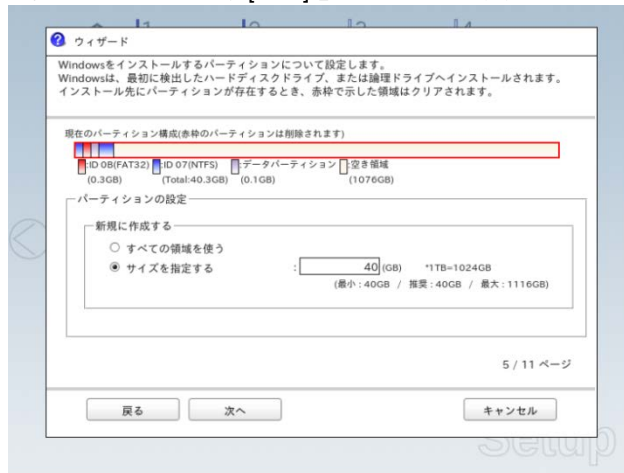 ウィザード
Windowsをインストールするパーティションについて設定します。
Windowsは、最初に検出したハードディスクドライブ、または論理ドライブへインストールされます。
インストール先にパーティションが存在するとき、赤枠で示した領域はクリアされます。
現在のパーティション構成(赤枠のパーティションは削除されます)
:ID 0B(FAT32) :ID 07(NTFS) :データパーティション :空き領域
(0.3GB) (Total:40.3GB) (0.1GB) (1076GB)
パーティションの設定
新規に作成する
すべての領域を使う
サイズを指定する : 40 (GB) *1TB=1024GB
(最小 : 40GB / 推奨 : 40GB / 最大 : 1116GB)
5 / 11 ページ
戻る 次へ キャンセル
Setup